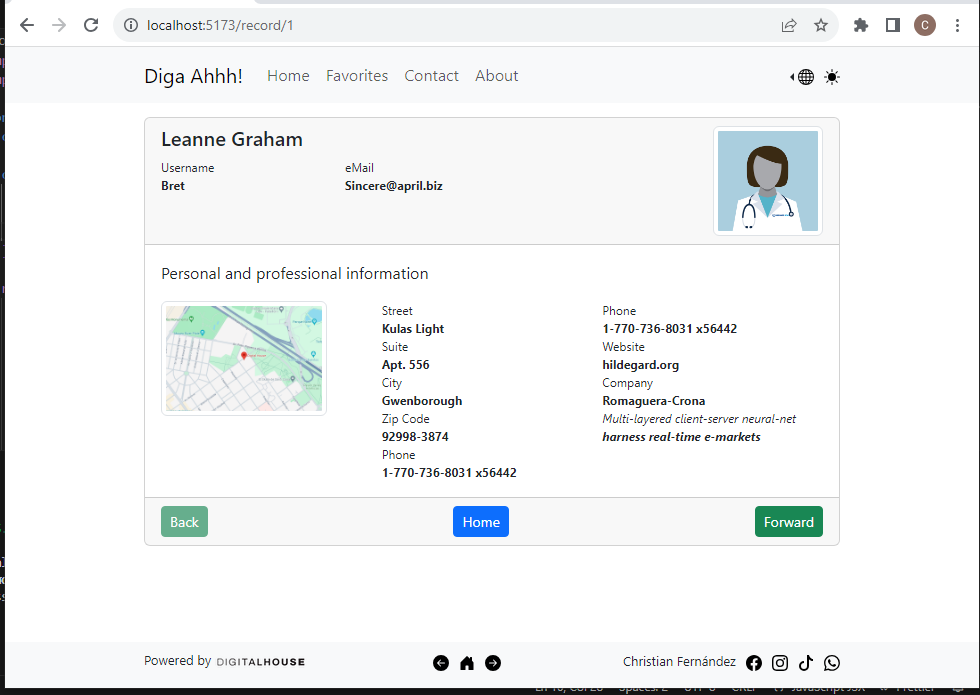 localhost:5173/record/1
C
Diga Ahhh! Home Favorites Contact About
Leanne Graham
Username eMail
Bret Sincere@april.biz
Personal and professional information
Street Phone
Kulas Light 1-770-736-8031 x56442
Suite Website
Apt. 556 hildegard.org
City Company
Gwenborough Romaguera-Crona
Zip Code Multi-layered client-server neural-net
92998-3874 harness real-time e-markets
Phone
1-770-736-8031 x56442
Back Home Forward
Powered by DIGITALHOUSE Christian Fernández